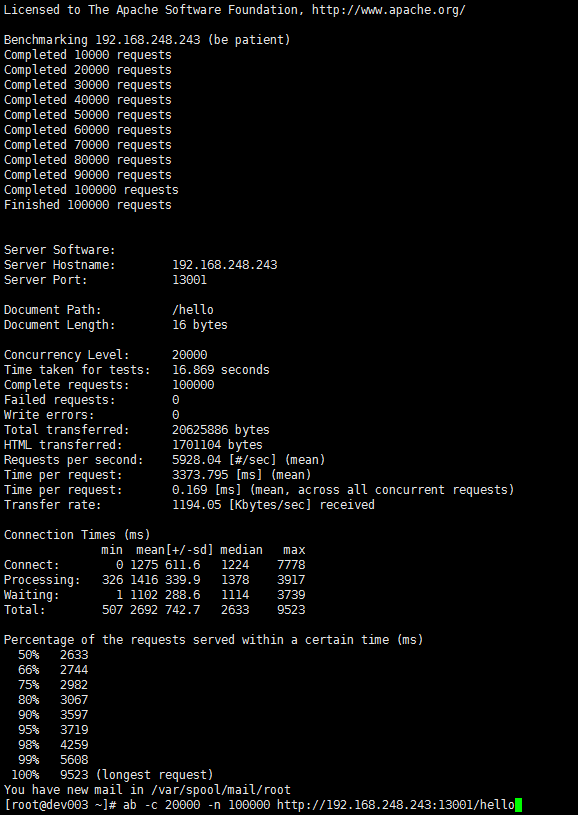 Licensed to The Apache Software Foundation, http://www.apache.org/
Benchmarking 192.168.248.243 (be patient)
Completed 10000 requests
Completed 20000 requests
Completed 30000 requests
Completed 40000 requests
Completed 50000 requests
Completed 60000 requests
Completed 70000 requests
Completed 80000 requests
Completed 90000 requests
Completed 100000 requests
Finished 100000 requests
Server Software:
Server Hostname: 192.168.248.243
Server Port: 13001
Document Path: /hello
Document Length: 16 bytes
Concurrency Level: 20000
Time taken for tests: 16.869 seconds
Complete requests: 100000
Failed requests: 0
Write errors: 0
Total transferred: 20625886 bytes
HTML transferred: 1701104 bytes
Requests per second: 5928.04 [#/sec] (mean)
Time per request: 3373.795 [ms] (mean)
Time per request: 0.169 [ms] (mean, across all concurrent requests)
Transfer rate: 1194.05 [Kbytes/sec] received
Connection Times (ms)
min mean[+/-sd] median max
Connect: 0 1275 611.6 1224 7778
Processing: 326 1416 339.9 1378 3917
Waiting: 1 1102 288.6 1114 3739
Total: 507 2692 742.7 2633 9523
Percentage of the requests served within a certain time (ms)
50% 2633
66% 2744
75% 2982
80% 3067
90% 3597
95% 3719
98% 4259
99% 5608
100% 9523 (longest request)
You have new mail in /var/spool/mail/root
[root@dev003 ~]# ab -c 20000 -n 100000 http://192.168.248.243:13001/hello